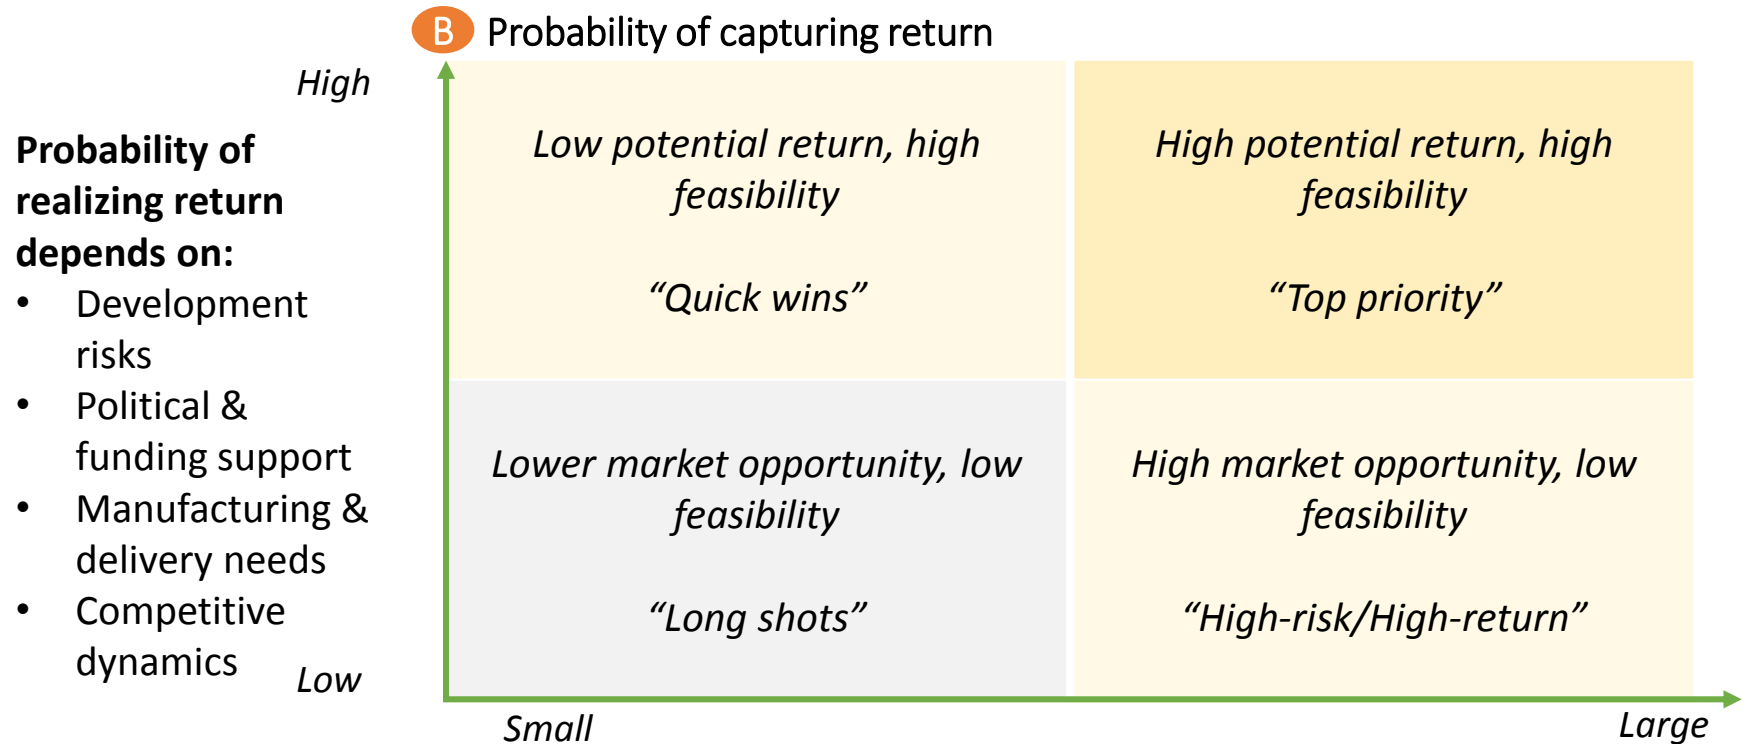 B Probability of capturing return
High
Probability of
realizing return
depends on:
• Development
risks
• Political &
funding support
• Manufacturing &
delivery needs
• Competitive
dynamics
Low
Low potential return, high
feasibility
“Quick wins”
High potential return, high
feasibility
“Top priority”
Lower market opportunity, low
feasibility
“Long shots”
High market opportunity, low
feasibility
“High-risk/High-return”
Small
Large